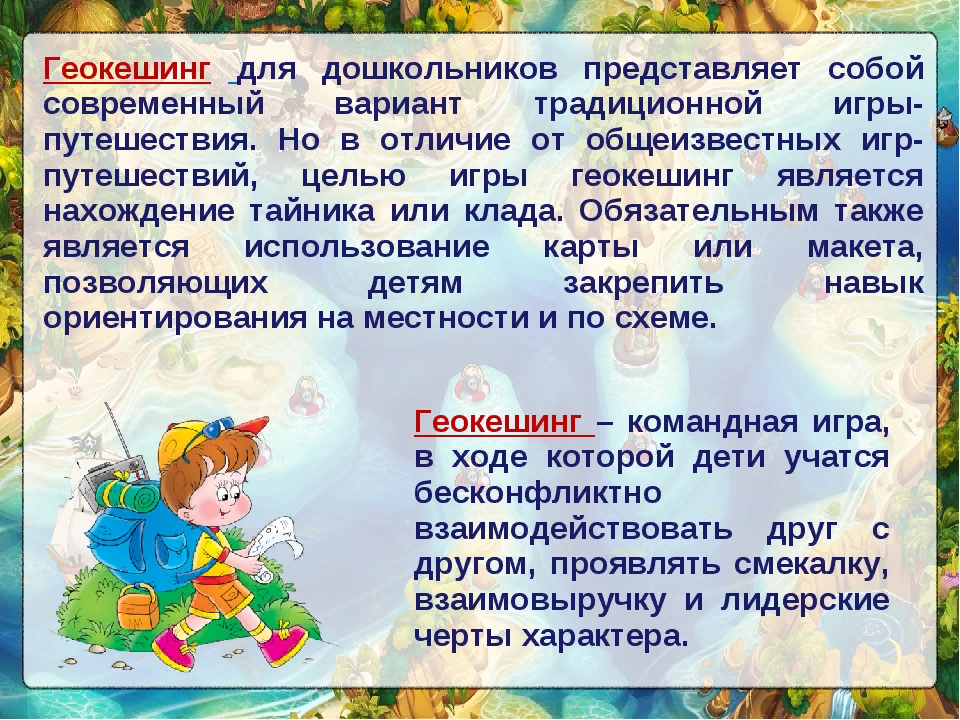 Геокешинг для дошкольников представляет собой
современный вариант традиционной игры-
путешествия. Но в отличие от общеизвестных игр-
путешествий, целью игры геокешинг является
нахождение тайника или клада. Обязательным также
является использование карты или макета,
позволяющих детям закрепить навык
ориентирования на местности и по схеме.
Геокешинг – командная игра,
в ходе которой дети учатся
бесконфликтно
взаимодействовать друг с
другом, проявлять смекалку,
взаимовыручку и лидерские
черты характера.